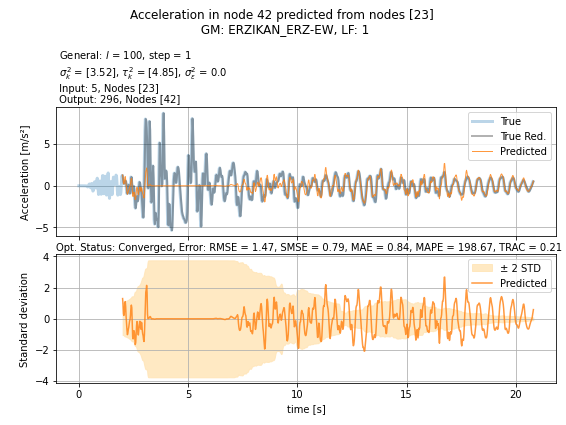 Acceleration in node 42 predicted from nodes [23]
GM: ERZIKAN_ERZ-EW, LF: 1
General: l = 100, step = 1
σ²ₖ = [3.52], τ²ₖ = [4.85], σ²ε = 0.0
Input: 5, Nodes [23]
Output: 296, Nodes [42]
Acceleration [m/s²]
5
0
−5
True
True Red.
Predicted
Opt. Status: Converged, Error: RMSE = 1.47, SMSE = 0.79, MAE = 0.84, MAPE = 198.67, TRAC = 0.21
Standard deviation
4
2
0
−2
−4
± 2 STD
Predicted
0 5 10 15 20
time [s]